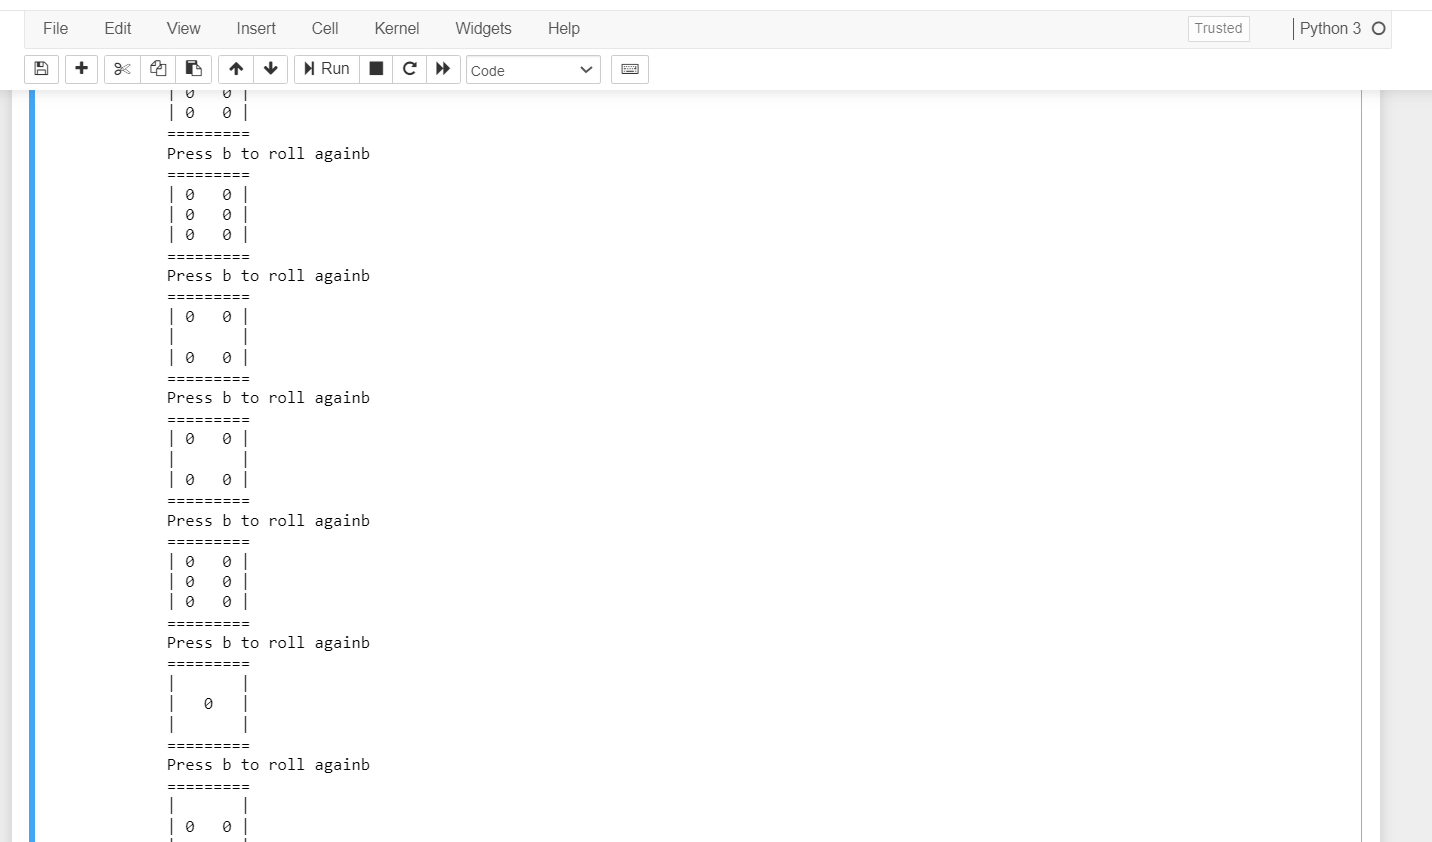 File Edit View Insert Cell Kernel Widgets Help Trusted Python 3
Run Code
| 0   0 |
| 0   0 |
=========
Press b to roll againb
=========
| 0   0 |
| 0   0 |
| 0   0 |
=========
Press b to roll againb
=========
| 0   0 |
|       |
| 0   0 |
=========
Press b to roll againb
=========
| 0   0 |
|       |
| 0   0 |
=========
Press b to roll againb
=========
| 0   0 |
| 0   0 |
| 0   0 |
=========
Press b to roll againb
=========
|       |
|   0   |
|       |
=========
Press b to roll againb
=========
|       |
| 0   0 |